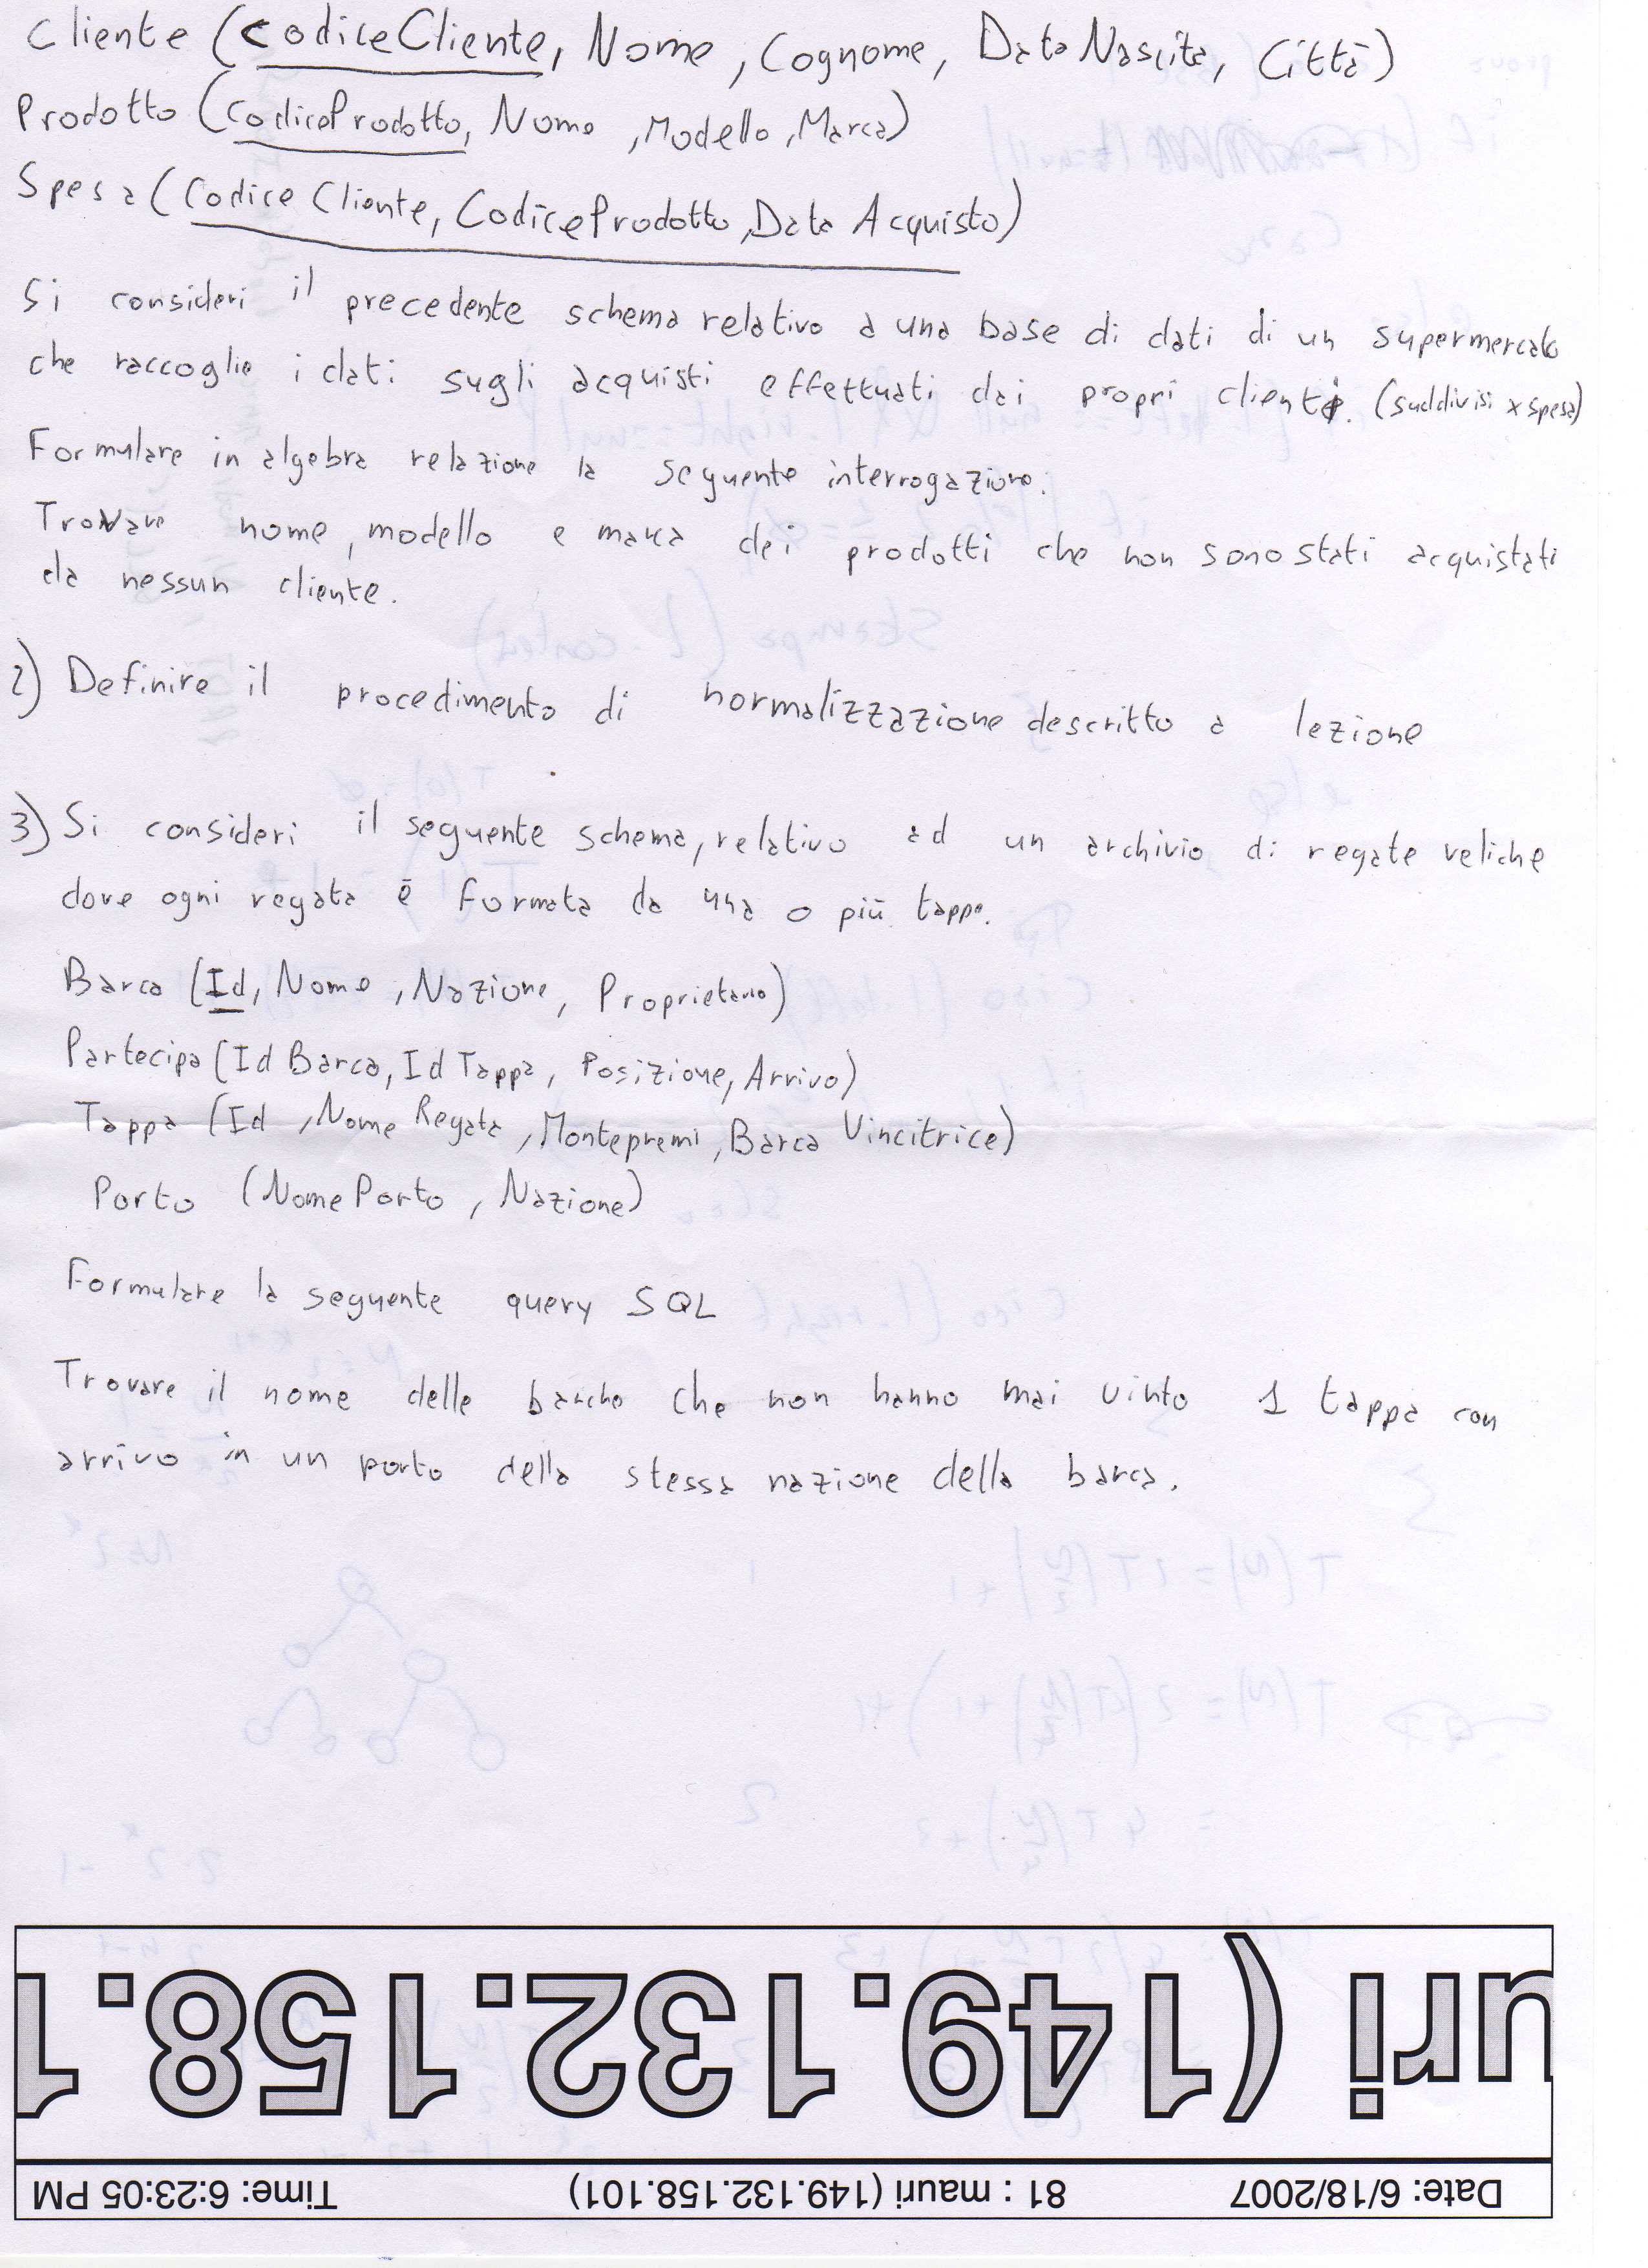 Cliente (CodiceCliente, Nome, Cognome, DataNascita, Città)
Prodotto (CodiceProdotto, Nome, Modello, Marca)
Spesa (Codice Cliente, CodiceProdotto, Data Acquisto)
Si consideri il precedente schema relativo a una base di dati di un supermercato
che raccoglie i dati sugli acquisti effettuati dai propri clienti. (suddivisi x spesa)
Formulare in algebra relazione la seguente interrogazione:
Trovare nome, modello e marca dei prodotti che non sono stati acquistati
da nessun cliente.
2) Definire il procedimento di normalizzazione descritto a lezione
3) Si consideri il seguente schema, relativo ad un archivio di regate veliche
dove ogni regata è formata da una o più tappe.
Barca (Id, Nome, Nazione, Proprietario)
Partecipa (Id Barca, Id Tappa, Posizione, Arrivo)
Tappa (Id, Nome Regata, Montepremi, Barca Vincitrice)
Porto (Nome Porto, Nazione)
Formulare la seguente query SQL
Trovare il nome delle barche che non hanno mai vinto 1 tappa con
arrivo in un porto della stessa nazione della barca.
uri (149.132.158.1
Date: 6/18/2007 81 : mauri (149.132.158.101) Time: 6:23:05 PM